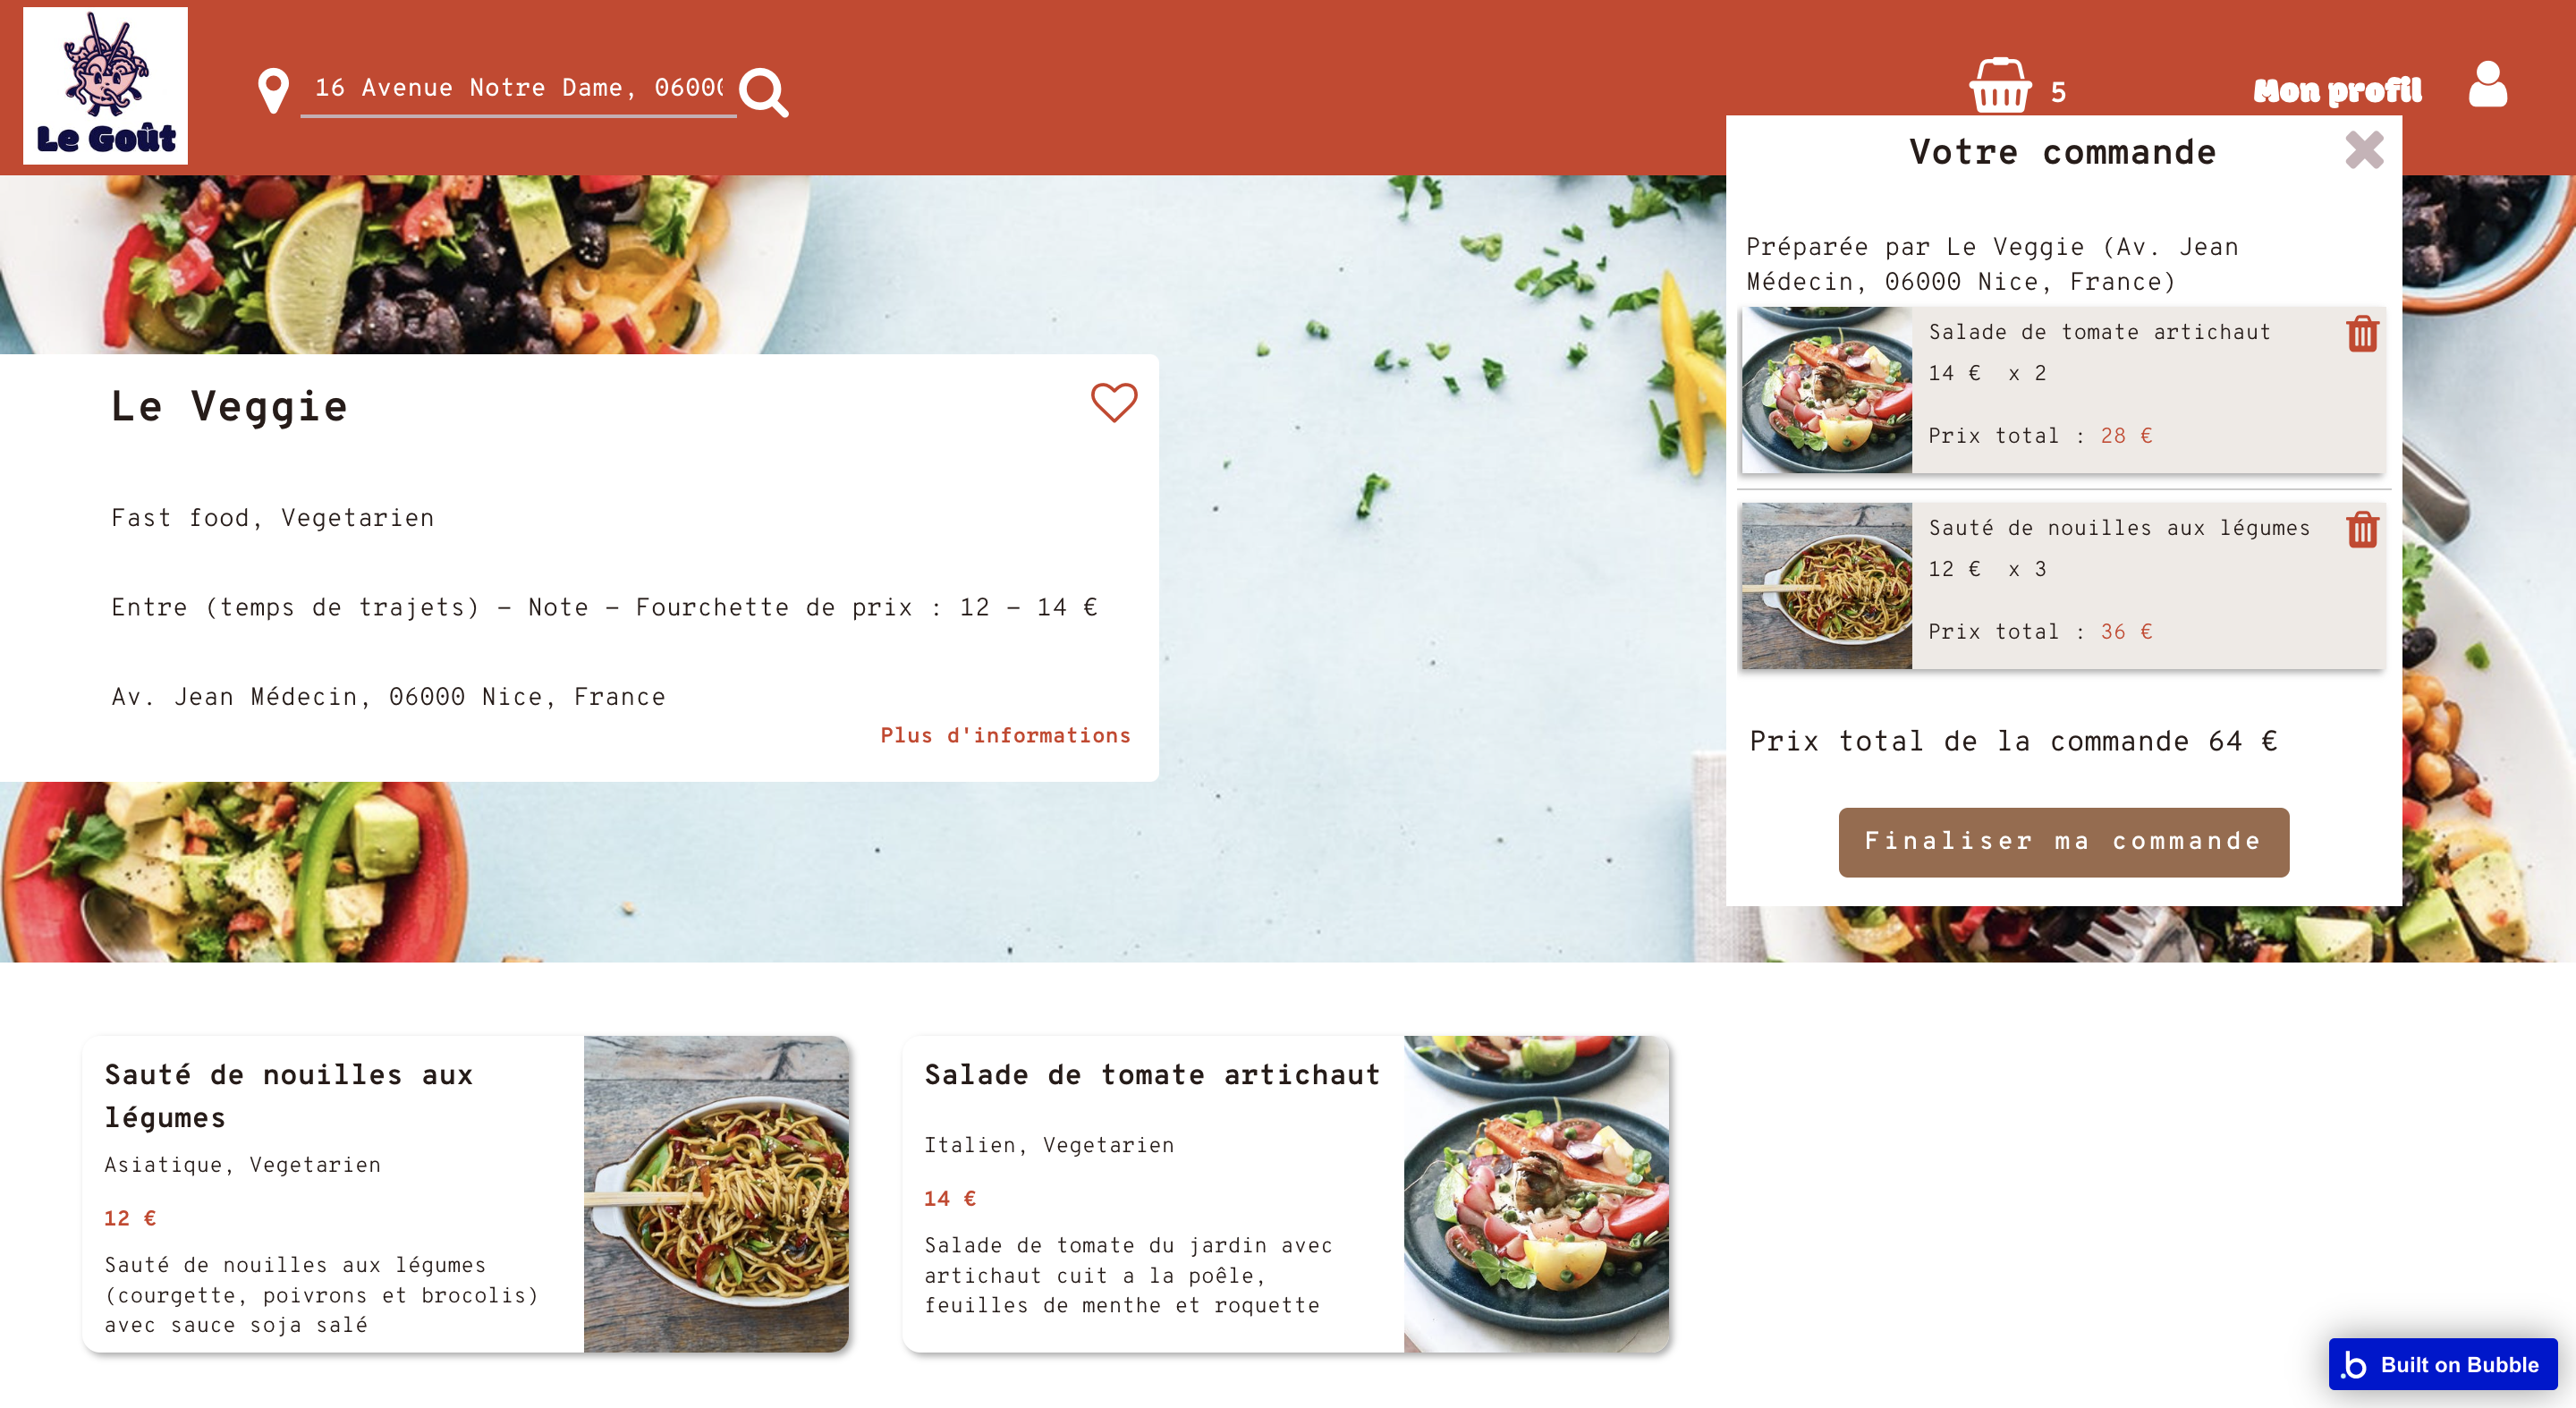 Le Goût
16 Avenue Notre Dame, 0600
5
Mon profil
Votre commande
Préparée par Le Veggie (Av. Jean
Médecin, 06000 Nice, France)
Salade de tomate artichaut
14 € x 2
Prix total : 28 €
Sauté de nouilles aux légumes
12 € x 3
Prix total : 36 €
Prix total de la commande 64 €
Finaliser ma commande
Le Veggie
Fast food, Vegetarien
Entre (temps de trajets) - Note - Fourchette de prix : 12 - 14 €
Av. Jean Médecin, 06000 Nice, France
Plus d'informations
Sauté de nouilles aux
légumes
Asiatique, Vegetarien
12 €
Sauté de nouilles aux légumes
(courgette, poivrons et brocolis)
avec sauce soja salé
Salade de tomate artichaut
Italien, Vegetarien
14 €
Salade de tomate du jardin avec
artichaut cuit a la poêle,
feuilles de menthe et roquette
Built on Bubble